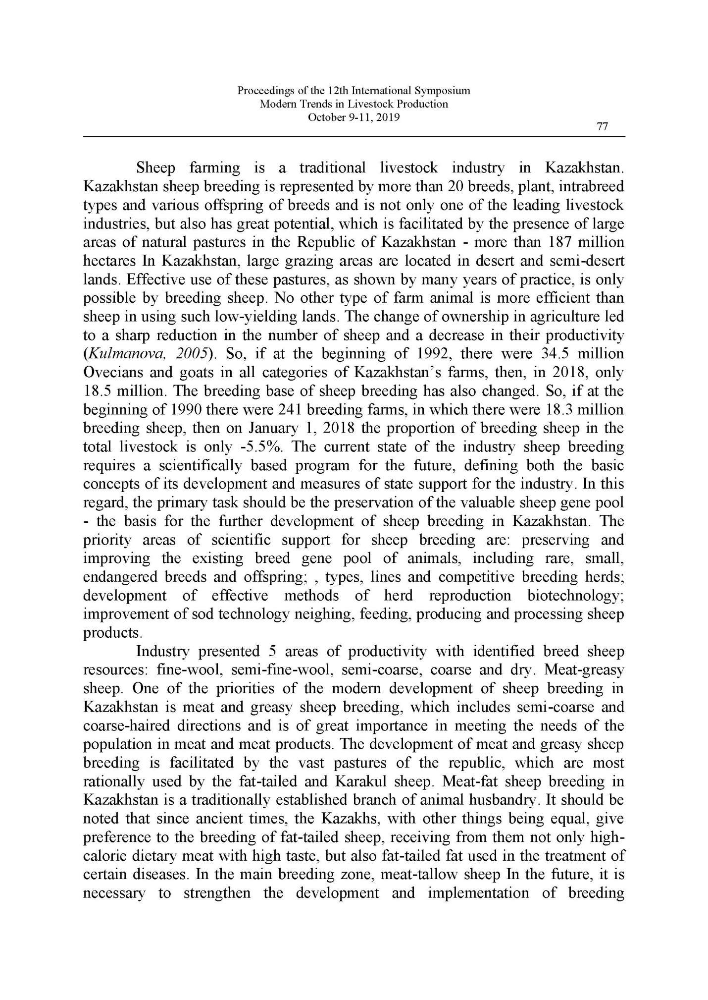 Proceedings of the 12th International Symposium
Modern Trends in Livestock Production
October 9-11, 2019
77
Sheep farming is a traditional livestock industry in Kazakhstan.
Kazakhstan sheep breeding is represented by more than 20 breeds, plant, intrabreed
types and various offspring of breeds and is not only one of the leading livestock
industries, but also has great potential, which is facilitated by the presence of large
areas of natural pastures in the Republic of Kazakhstan - more than 187 million
hectares In Kazakhstan, large grazing areas are located in desert and semi-desert
lands. Effective use of these pastures, as shown by many years of practice, is only
possible by breeding sheep. No other type of farm animal is more efficient than
sheep in using such low-yielding lands. The change of ownership in agriculture led
to a sharp reduction in the number of sheep and a decrease in their productivity
(Kulmanova, 2005). So, if at the beginning of 1992, there were 34.5 million
Ovecians and goats in all categories of Kazakhstan’s farms, then, in 2018, only
18.5 million. The breeding base of sheep breeding has also changed. So, if at the
beginning of 1990 there were 241 breeding farms, in which there were 18.3 million
breeding sheep, then on January 1, 2018 the proportion of breeding sheep in the
total livestock is only -5.5%. The current state of the industry sheep breeding
requires a scientifically based program for the future, defining both the basic
concepts of its development and measures of state support for the industry. In this
regard, the primary task should be the preservation of the valuable sheep gene pool
- the basis for the further development of sheep breeding in Kazakhstan. The
priority areas of scientific support for sheep breeding are: preserving and
improving the existing breed gene pool of animals, including rare, small,
endangered breeds and offspring; , types, lines and competitive breeding herds;
development of effective methods of herd reproduction biotechnology;
improvement of sod technology neighing, feeding, producing and processing sheep
products.
Industry presented 5 areas of productivity with identified breed sheep
resources: fine-wool, semi-fine-wool, semi-coarse, coarse and dry. Meat-greasy
sheep. One of the priorities of the modern development of sheep breeding in
Kazakhstan is meat and greasy sheep breeding, which includes semi-coarse and
coarse-haired directions and is of great importance in meeting the needs of the
population in meat and meat products. The development of meat and greasy sheep
breeding is facilitated by the vast pastures of the republic, which are most
rationally used by the fat-tailed and Karakul sheep. Meat-fat sheep breeding in
Kazakhstan is a traditionally established branch of animal husbandry. It should be
noted that since ancient times, the Kazakhs, with other things being equal, give
preference to the breeding of fat-tailed sheep, receiving from them not only high-
calorie dietary meat with high taste, but also fat-tailed fat used in the treatment of
certain diseases. In the main breeding zone, meat-tallow sheep In the future, it is
necessary to strengthen the development and implementation of breeding